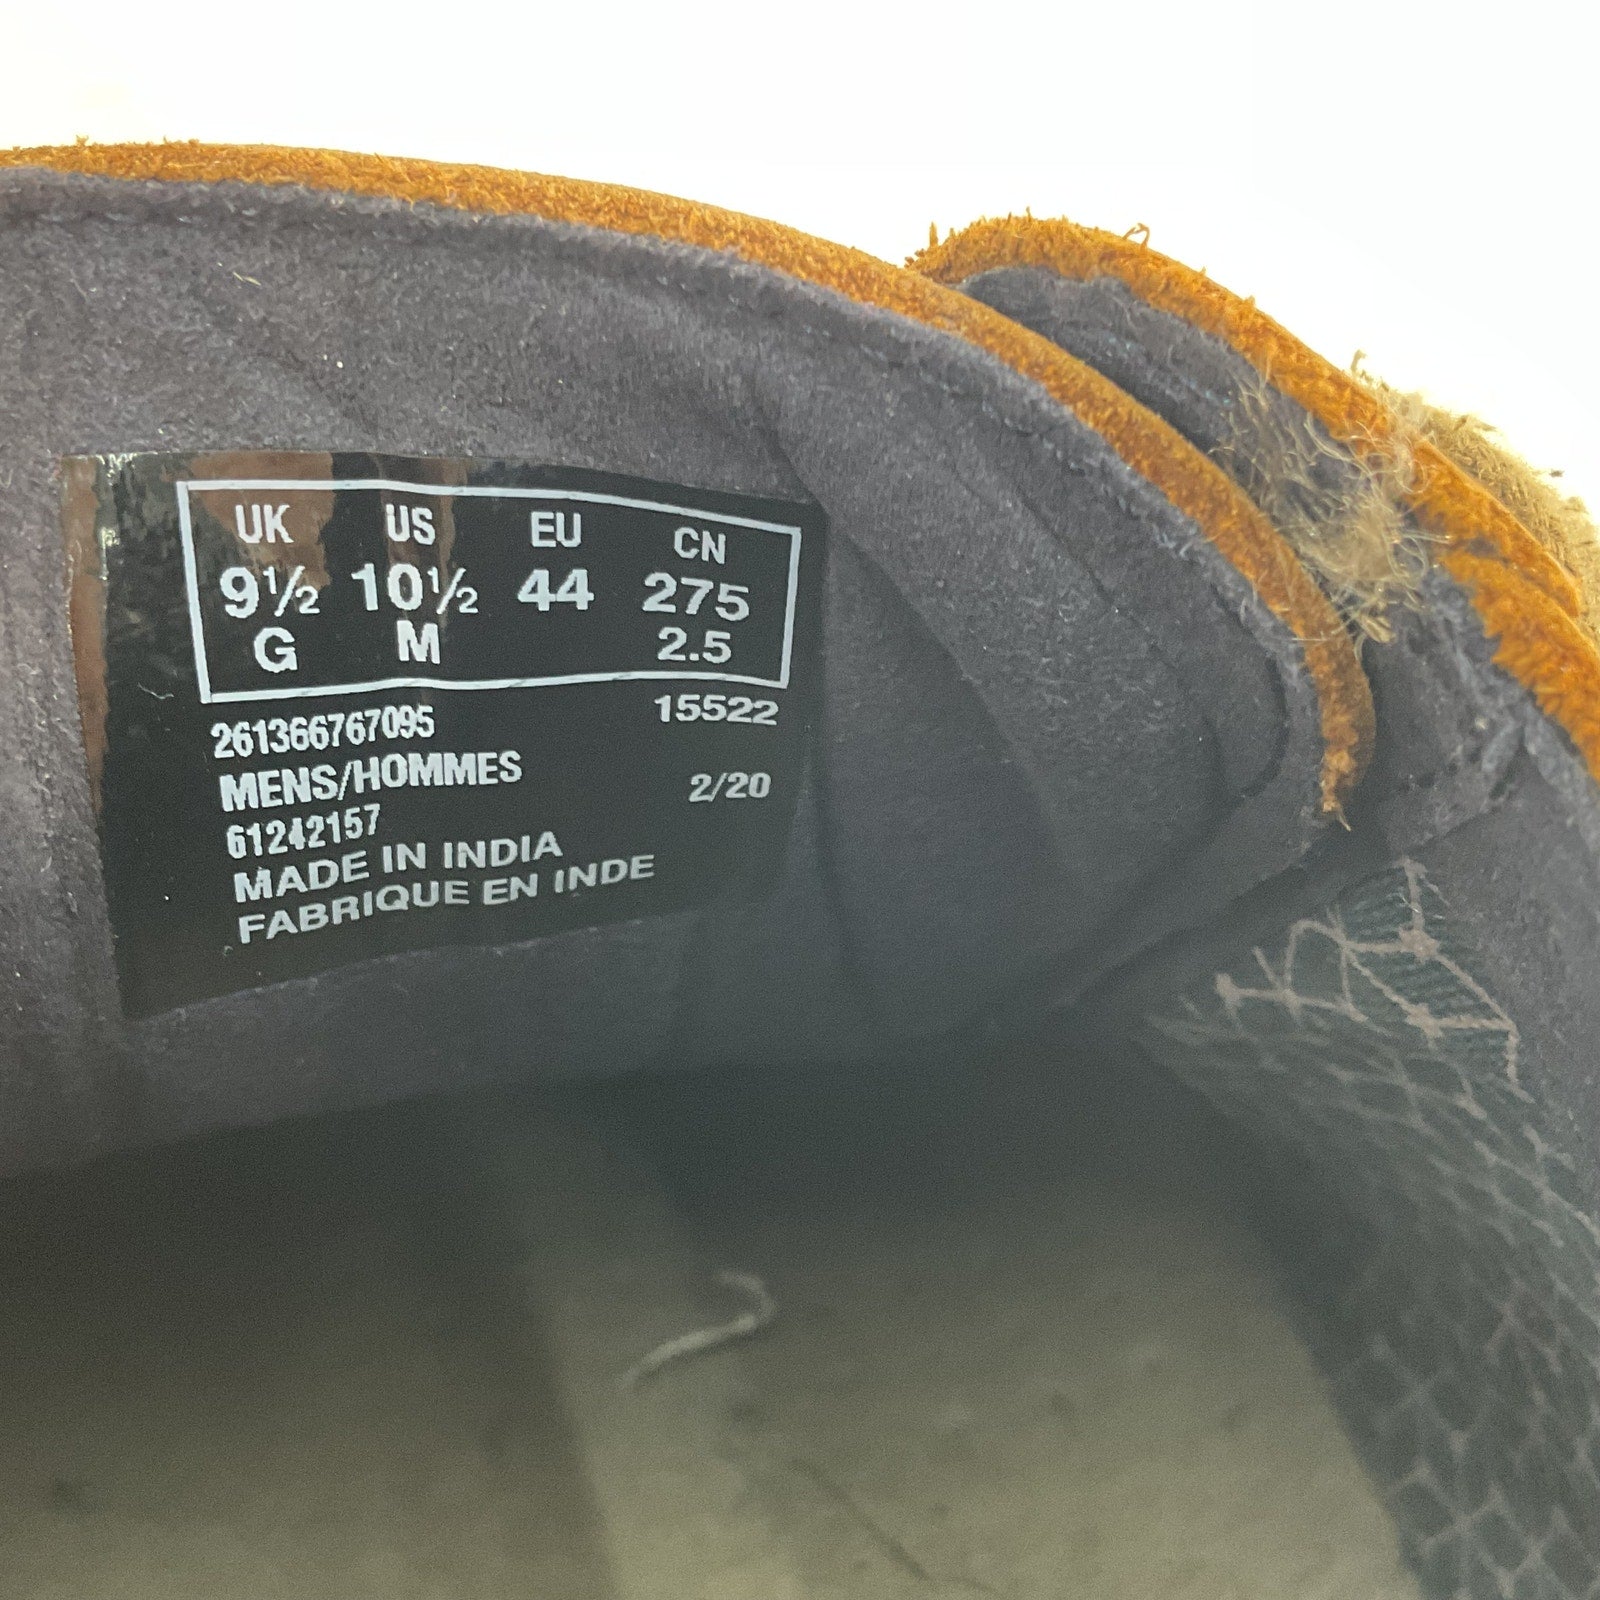 UK US EU CN
9½ 10½ 44 275
G M 2.5
261366767095 15522
MENS/HOMMES 2/20
61242157
MADE IN INDIA
FABRIQUE EN INDE